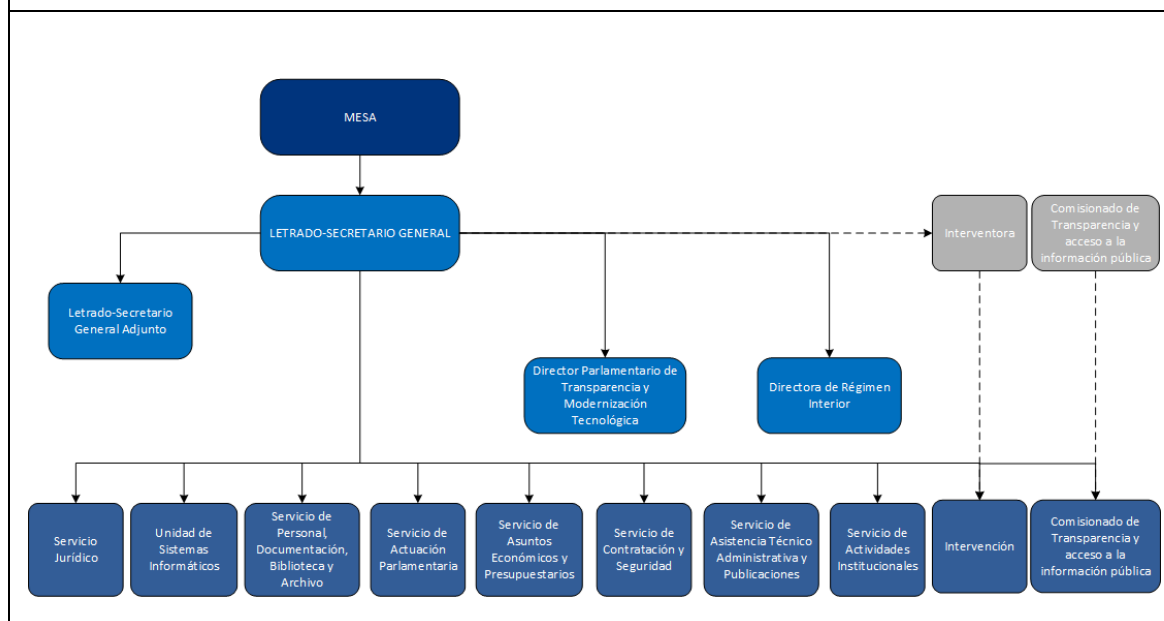 MESA
LETRADO-SECRETARIO GENERAL
Interventora
Comisionado de
Transparencia y
acceso a la
información pública
Letrado-Secretario
General Adjunto
Director Parlamentario de
Transparencia y
Modernización
Tecnológica
Directora de Régimen
Interior
Servicio
Jurídico
Unidad de
Sistemas
Informáticos
Servicio de
Personal,
Documentación,
Biblioteca y
Archivo
Servicio de
Actuación
Parlamentaria
Servicio de
Asuntos
Económicos y
Presupuestarios
Servicio de
Contratación y
Seguridad
Servicio de
Asistencia Técnico
Administrativa y
Publicaciones
Servicio de
Actividades
Institucionales
Intervención
Comisionado de
Transparencia y
acceso a la
información pública